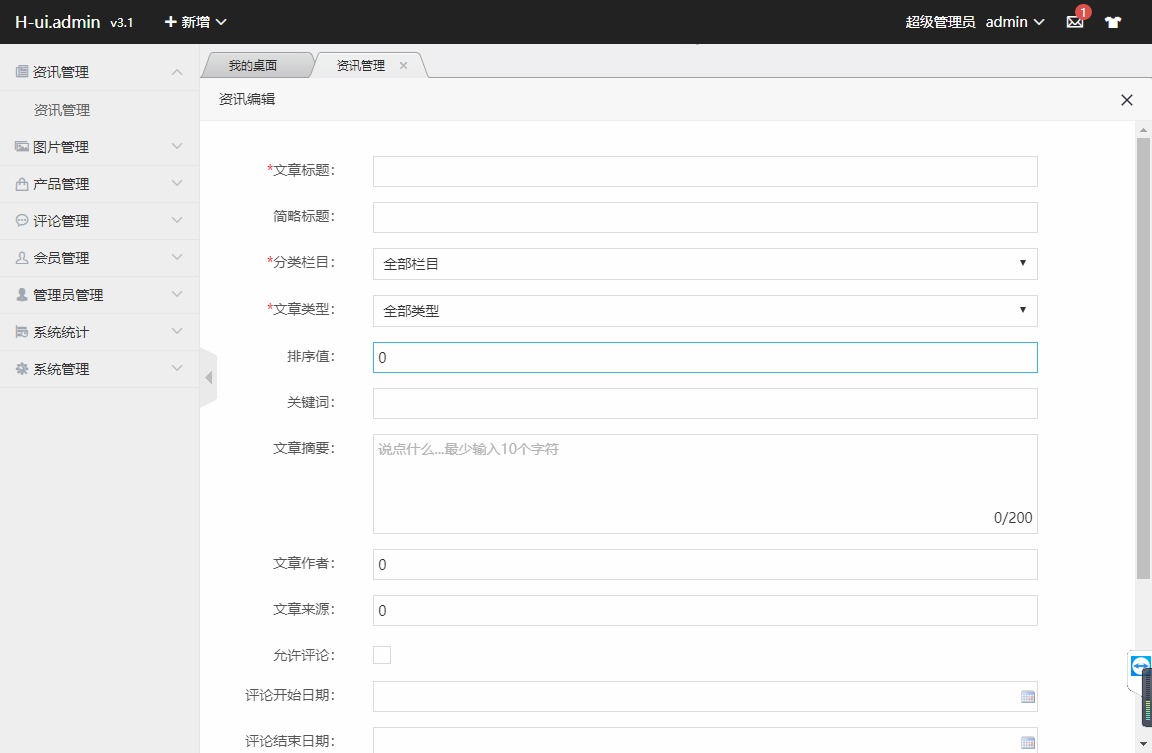 H-ui.admin v3.1 新增 超级管理员 admin 1
资讯管理
资讯管理
图片管理
产品管理
评论管理
会员管理
管理员管理
系统统计
系统管理
我的桌面 资讯管理
资讯编辑
*文章标题：
简略标题：
*分类栏目： 全部栏目
*文章类型： 全部类型
排序值： 0
关键词：
文章摘要： 说点什么...最少输入10个字符
0/200
文章作者： 0
文章来源： 0
允许评论：
评论开始日期：
评论结束日期：